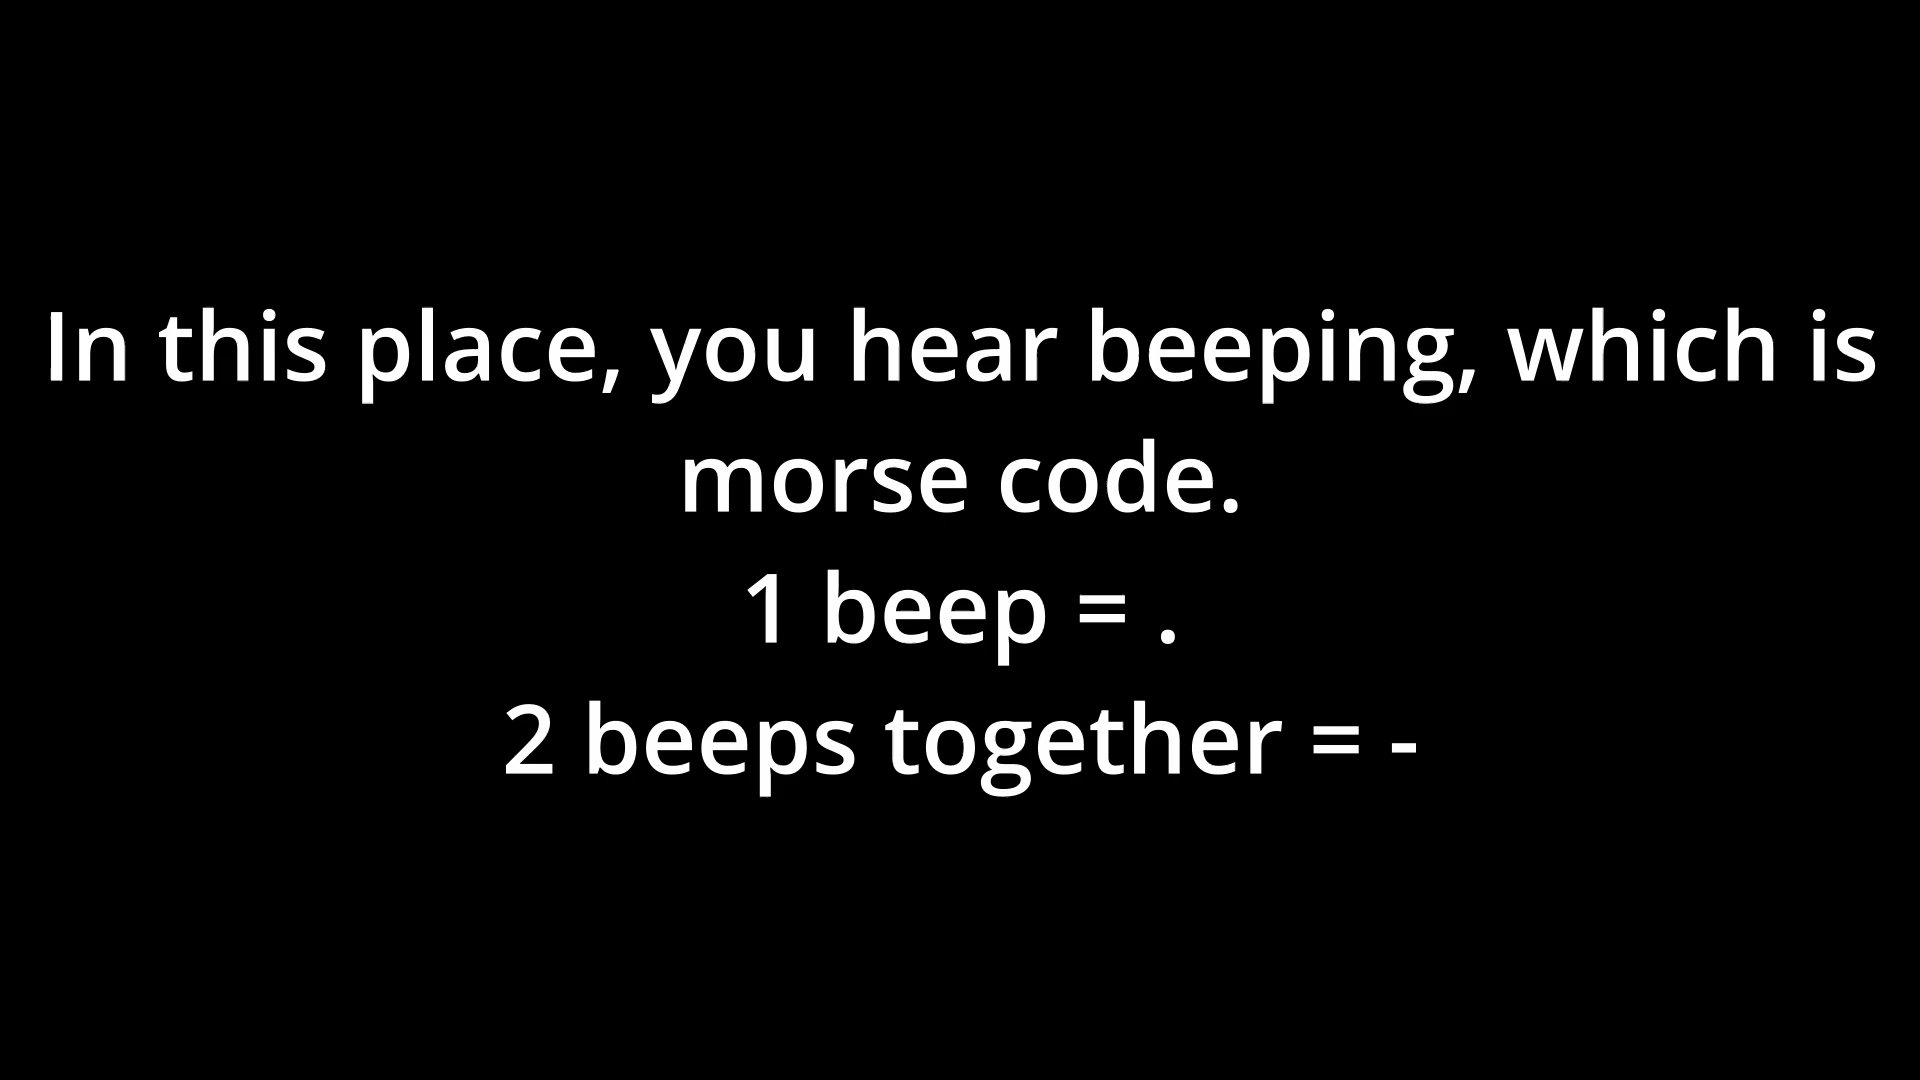 In this place, you hear beeping, which is
morse code.
1 beep = .
2 beeps together = -